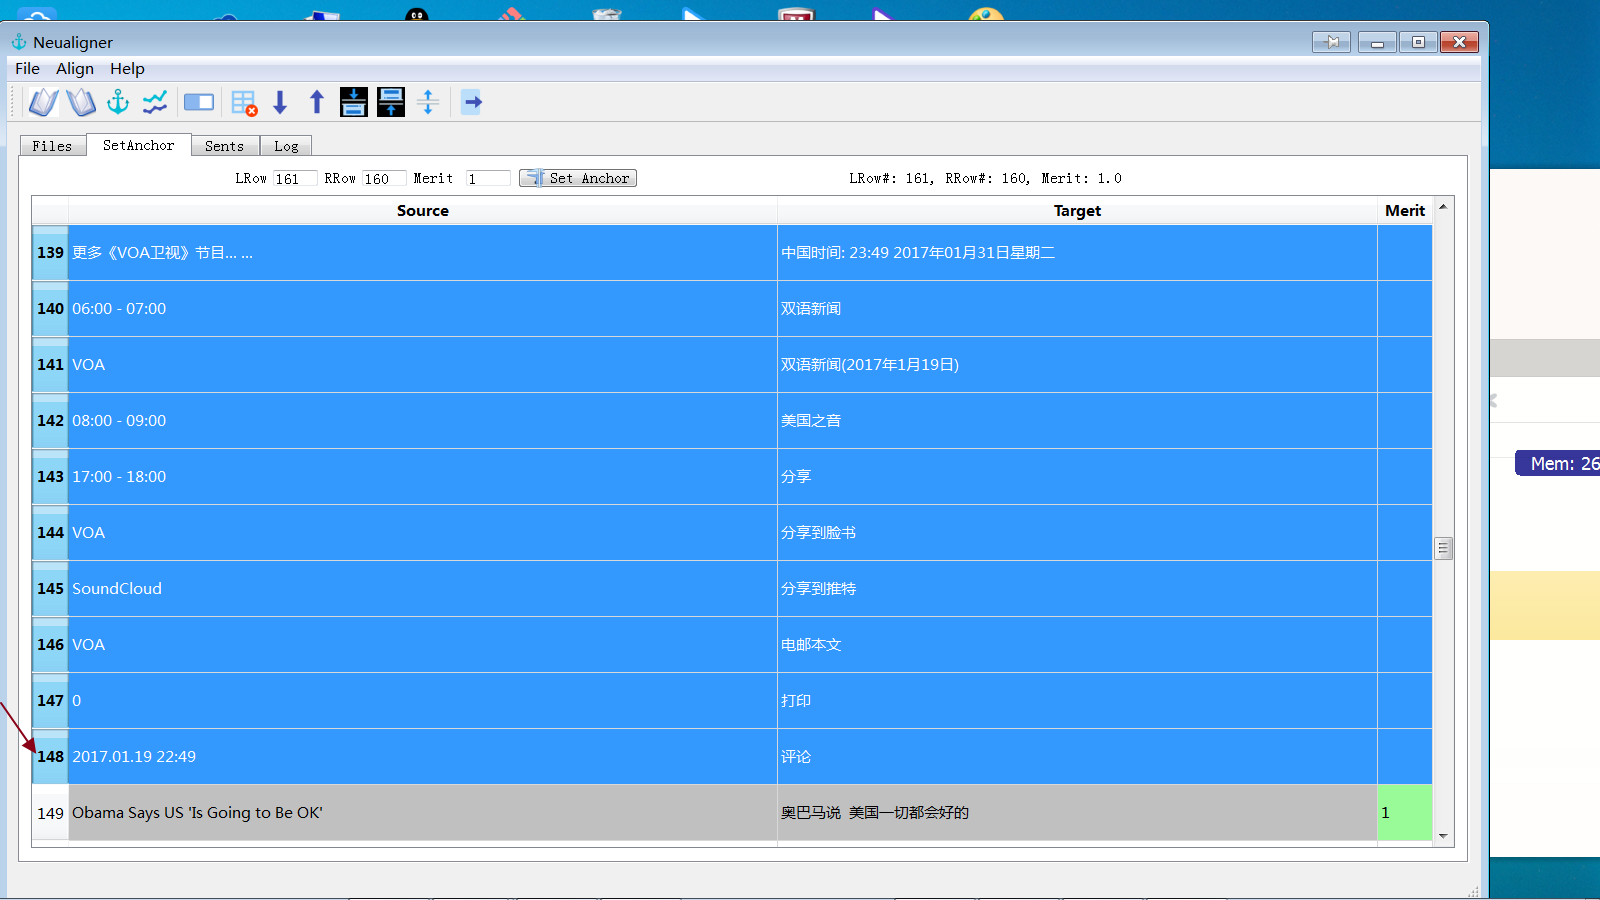 Neualigner
File Align Help
Files SetAnchor Sents Log
LRow 161 RRow 160 Merit 1 Set Anchor LRow#: 161, RRow#: 160, Merit: 1.0
Source Target Merit
139 更多《VOA卫视》节目... ... 中国时间: 23:49 2017年01月31日星期二
140 06:00 - 07:00 双语新闻
141 VOA 双语新闻(2017年1月19日)
142 08:00 - 09:00 美国之音
143 17:00 - 18:00 分享
Mem: 26
144 VOA 分享到脸书
145 SoundCloud 分享到推特
146 VOA 电邮本文
147 0 打印
148 2017.01.19 22:49 评论
149 Obama Says US 'Is Going to Be OK' 奥巴马说 美国一切都会好的 1